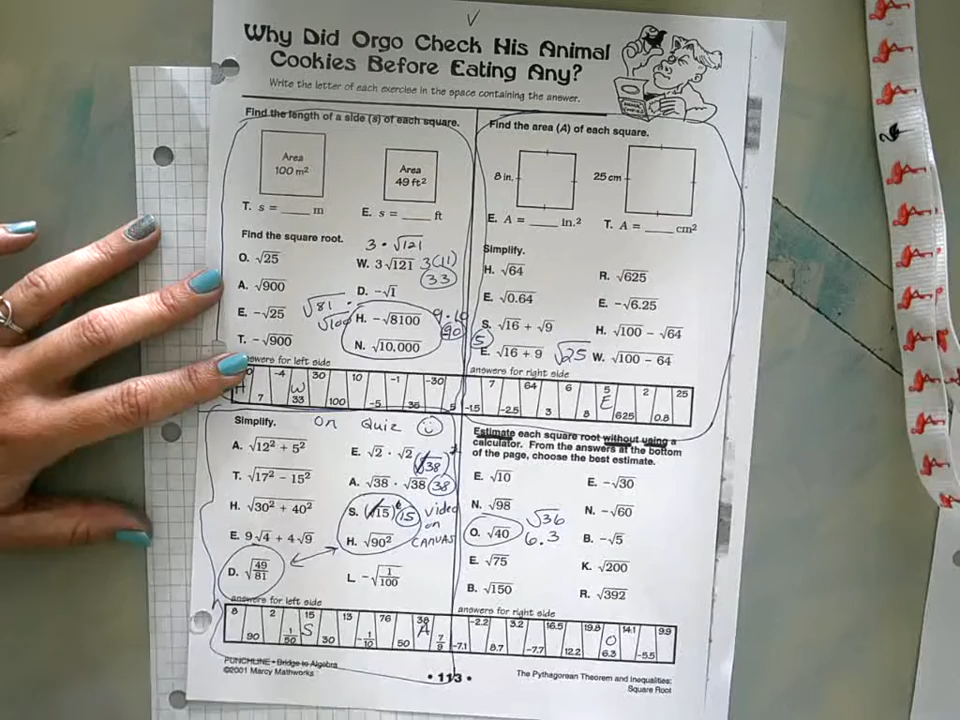 V
Why Did Orgo Check His Animal
Cookies Before Eating Any?
Write the letter of each exercise in the space containing the answer.
Find the length of a side (s) of each square.
Area
100 m²
Area
49 ft²
T. s = ____ m
E. s = ____ ft
Find the square root.
3 · √121
O. √25
W. 3√121 3(11)
33
A. √900
D. -√1
E. -√25
√81 · √100
H. -√8100
9·10
90
T. -√900
N. √10,000
answers for left side
H 7 -4 W 33 30 100 10 -5 -1 36 -30 5
Find the area (A) of each square.
8 in.
25 cm
E. A = ____ in.²
T. A = ____ cm²
Simplify.
H. √64
R. √625
E. √0.64
E. -√6.25
S. √16 + √9
H. √100 - √64
5
E. √16 + 9 √25
W. √100 - 64
answers for right side
-1.5 7 -2.5 64 3 6 8 5 E 625 2 0.8 25
Simplify.
on Quiz
A. √12² + 5²
E. √2 · √2
T. √17² - 15²
(√38)²
A. √38 · √38 38
H. √30² + 40²
S. (√15)² 15
video
on
CANVAS
E. 9√4 + 4√9
H. √90²
D. √49/81
L. -√1/100
answers for left side
8 90 2 1/50 15 S 30 13 -1/10 76 50 38 A 7/9
Estimate each square root without using a
calculator. From the answers at the bottom
of the page, choose the best estimate.
E. √10
E. -√30
N. √98
N. -√60
O. √40
√36
6.3
B. -√5
E. √75
K. √200
B. √150
R. √392
answers for right side
-7.1 -2.2 8.7 3.2 -7.7 16.5 12.2 19.8 O 6.3 14.1 -5.5 9.9
PUNCHLINE • Bridge to Algebra
©2001 Marcy Mathworks
• 113 •
The Pythagorean Theorem and Inequalities:
Square Root